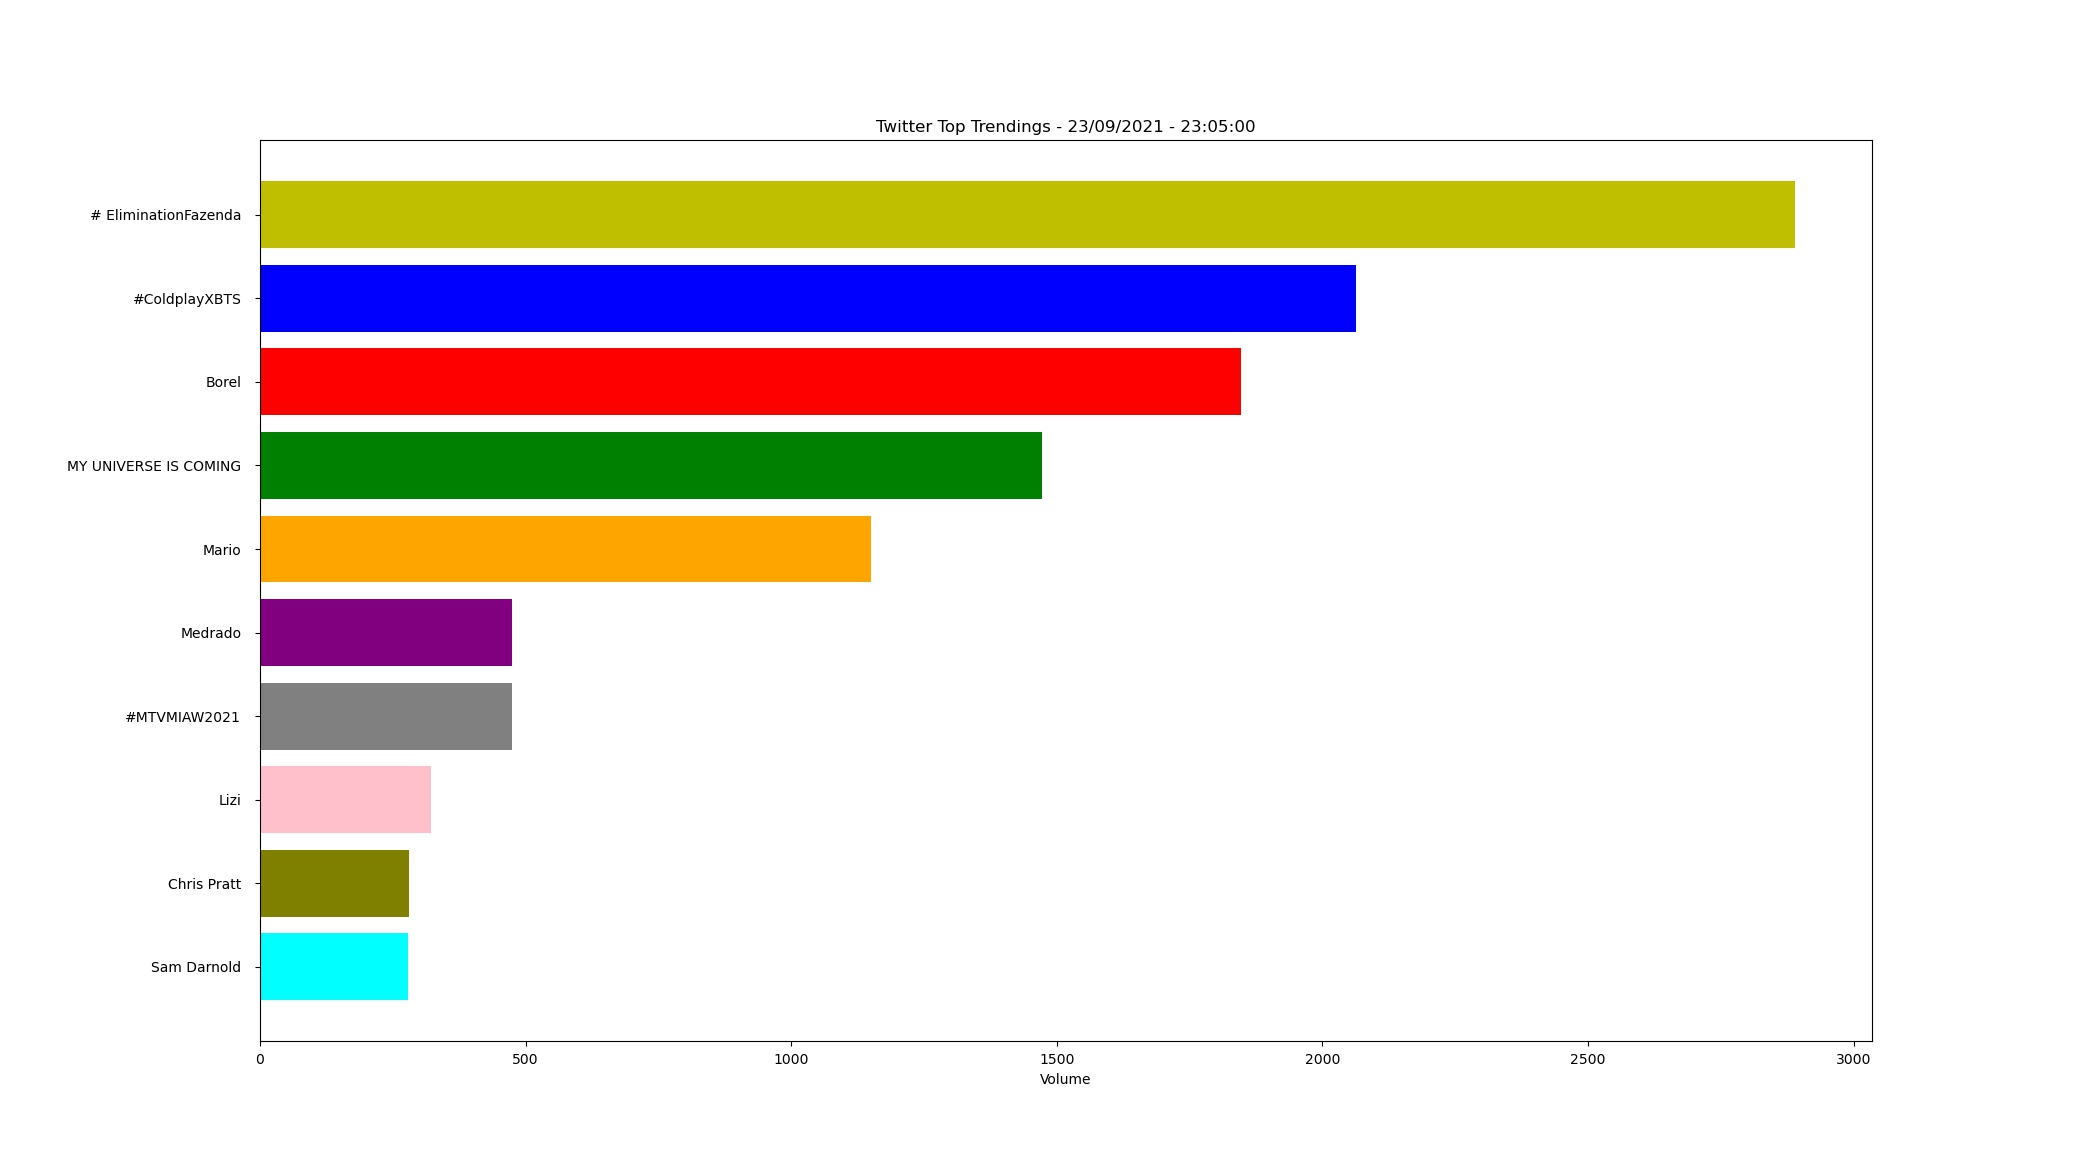 Twitter Top Trendings - 23/09/2021 - 23:05:00
# EliminationFazenda
#ColdplayXBTS
Borel
MY UNIVERSE IS COMING
Mario
Medrado
#MTVMIAW2021
Lizi
Chris Pratt
Sam Darnold
0 500 1000 1500 2000 2500 3000
Volume